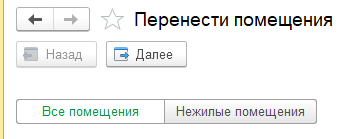 Перенести помещения
Назад Далее
Все помещения Нежилые помещения